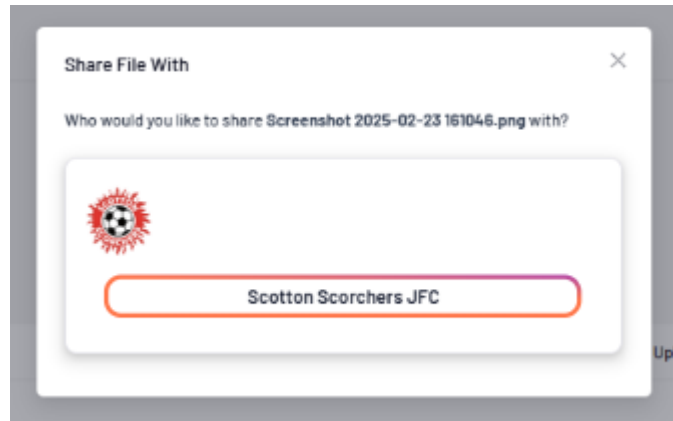 Share File With
Who would you like to share Screenshot 2025-02-23 161046.png with?
Scotton Scorchers JFC
Up